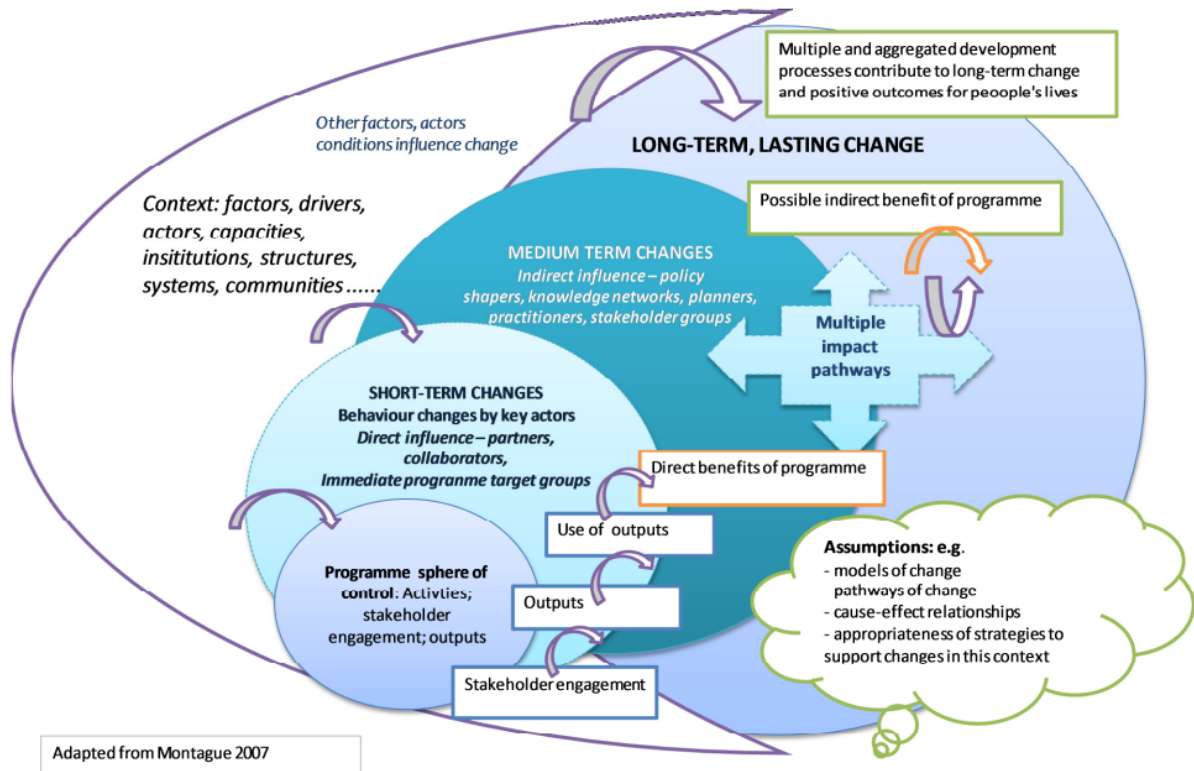 Multiple and aggregated development
processes contribute to long-term change
and positive outcomes for peoople's lives
Other factors, actors
conditions influence change
LONG-TERM, LASTING CHANGE
Possible indirect benefit of programme
Context: factors, drivers,
actors, capacities,
insititutions, structures,
systems, communities ......
MEDIUM TERM CHANGES
Indirect influence – policy
shapers, knowledge networks, planners,
practitioners, stakeholder groups
Multiple
impact
pathways
SHORT-TERM CHANGES
Behaviour changes by key actors
Direct influence – partners,
collaborators,
Immediate programme target groups
Direct benefits of programme
Use of outputs
Programme sphere of
control: Activties;
stakeholder
engagement; outputs
Outputs
Stakeholder engagement
Assumptions: e.g.
- models of change
pathways of change
- cause-effect relationships
- appropriateness of strategies to
support changes in this context
Adapted from Montague 2007